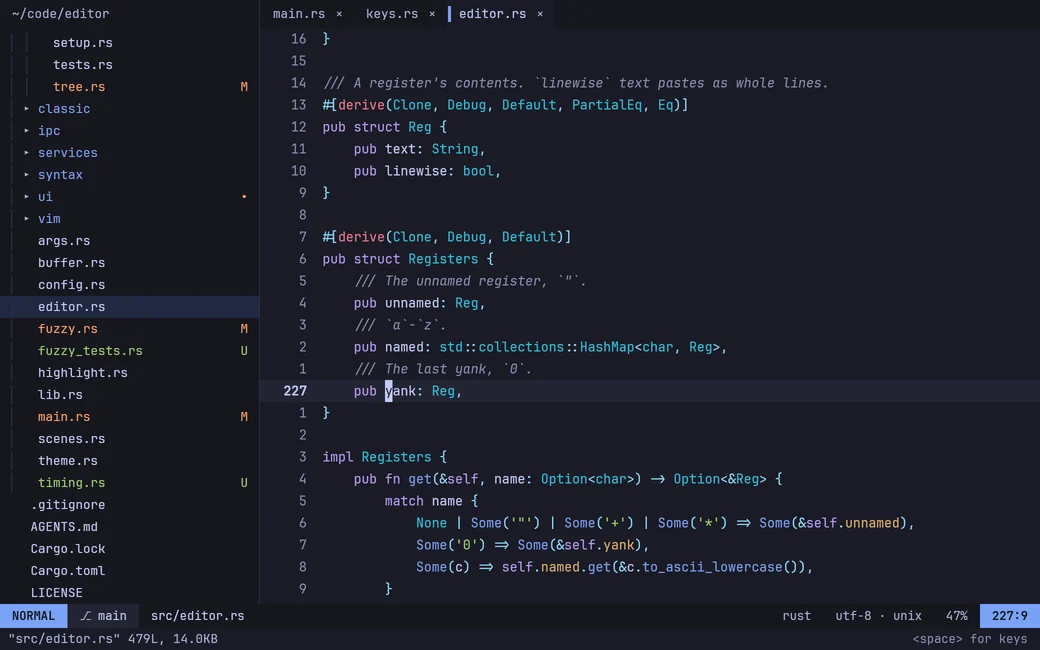 ~/code/editor
setup.rs
tests.rs
tree.rs M
▸ classic
▸ ipc
▸ services
▸ syntax
▸ ui •
▸ vim
args.rs
buffer.rs
config.rs
editor.rs
fuzzy.rs M
fuzzy_tests.rs U
highlight.rs
lib.rs
main.rs M
scenes.rs
theme.rs
timing.rs U
.gitignore
AGENTS.md
Cargo.lock
Cargo.toml
LICENSE
main.rs × keys.rs × editor.rs ×
16 }
15
14 /// A register's contents. `linewise` text pastes as whole lines.
13 #[derive(Clone, Debug, Default, PartialEq, Eq)]
12 pub struct Reg {
11     pub text: String,
10     pub linewise: bool,
9 }
8
7 #[derive(Clone, Debug, Default)]
6 pub struct Registers {
5     /// The unnamed register, `"`.
4     pub unnamed: Reg,
3     /// `a`-`z`.
2     pub named: std::collections::HashMap<char, Reg>,
1     /// The last yank, `0`.
227     pub yank: Reg,
1 }
2
3 impl Registers {
4     pub fn get(&self, name: Option<char>) -> Option<&Reg> {
5         match name {
6             None | Some('"') | Some('+') | Some('*') => Some(&self.unnamed),
7             Some('0') => Some(&self.yank),
8             Some(c) => self.named.get(&c.to_ascii_lowercase()),
9         }
NORMAL ⎇ main src/editor.rs rust utf-8 · unix 47% 227:9
"src/editor.rs" 479L, 14.0KB <space> for keys